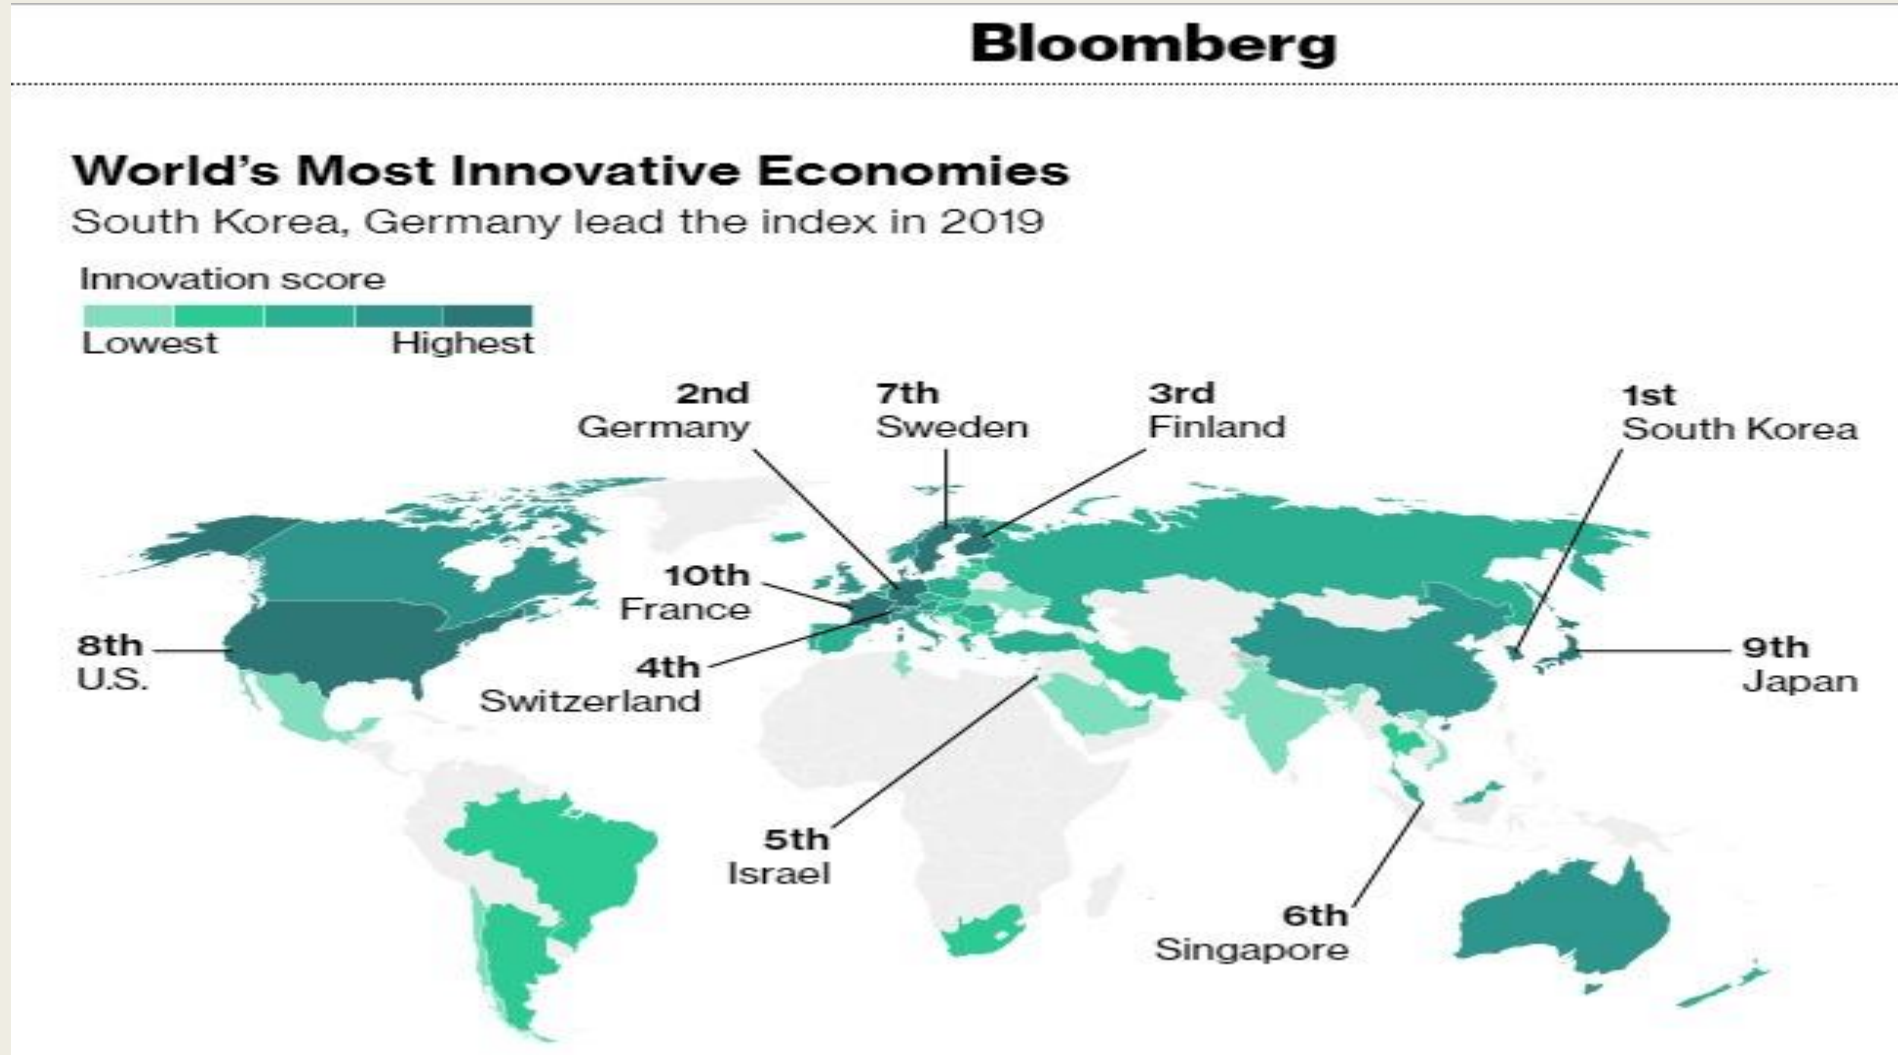 Bloomberg
World's Most Innovative Economies
South Korea, Germany lead the index in 2019
Innovation score
Lowest
Highest
2nd
Germany
7th
Sweden
3rd
Finland
1st
South Korea
10th
France
8th
U.S.
4th
Switzerland
9th
Japan
5th
Israel
6th
Singapore